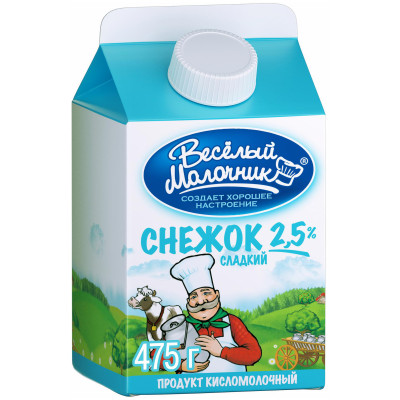 Весёлый
Молочник®
СОЗДАЕТ ХОРОШЕЕ
НАСТРОЕНИЕ
СНЕЖОК 2,5%
СЛАДКИЙ
475 г
ПРОДУКТ КИСЛОМОЛОЧНЫЙ